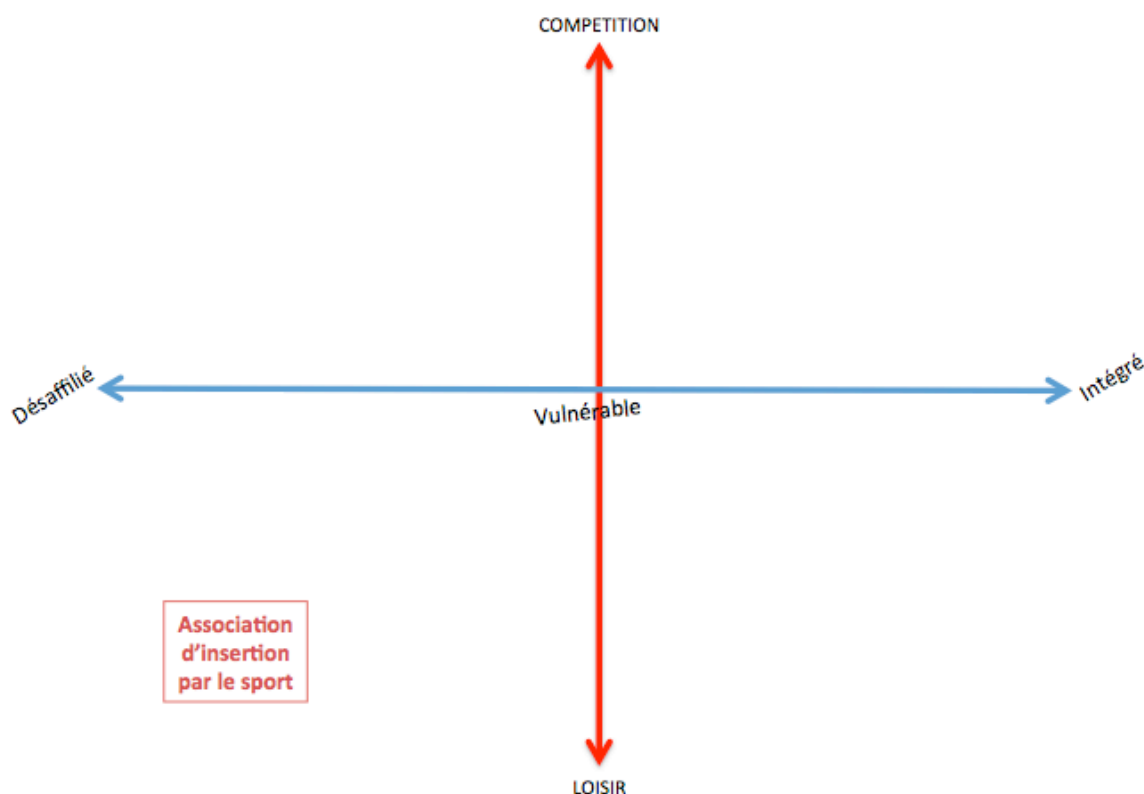 COMPETITION
Désaffilié
Intégré
Vulnérable
Association
d'insertion
par le sport
LOISIR